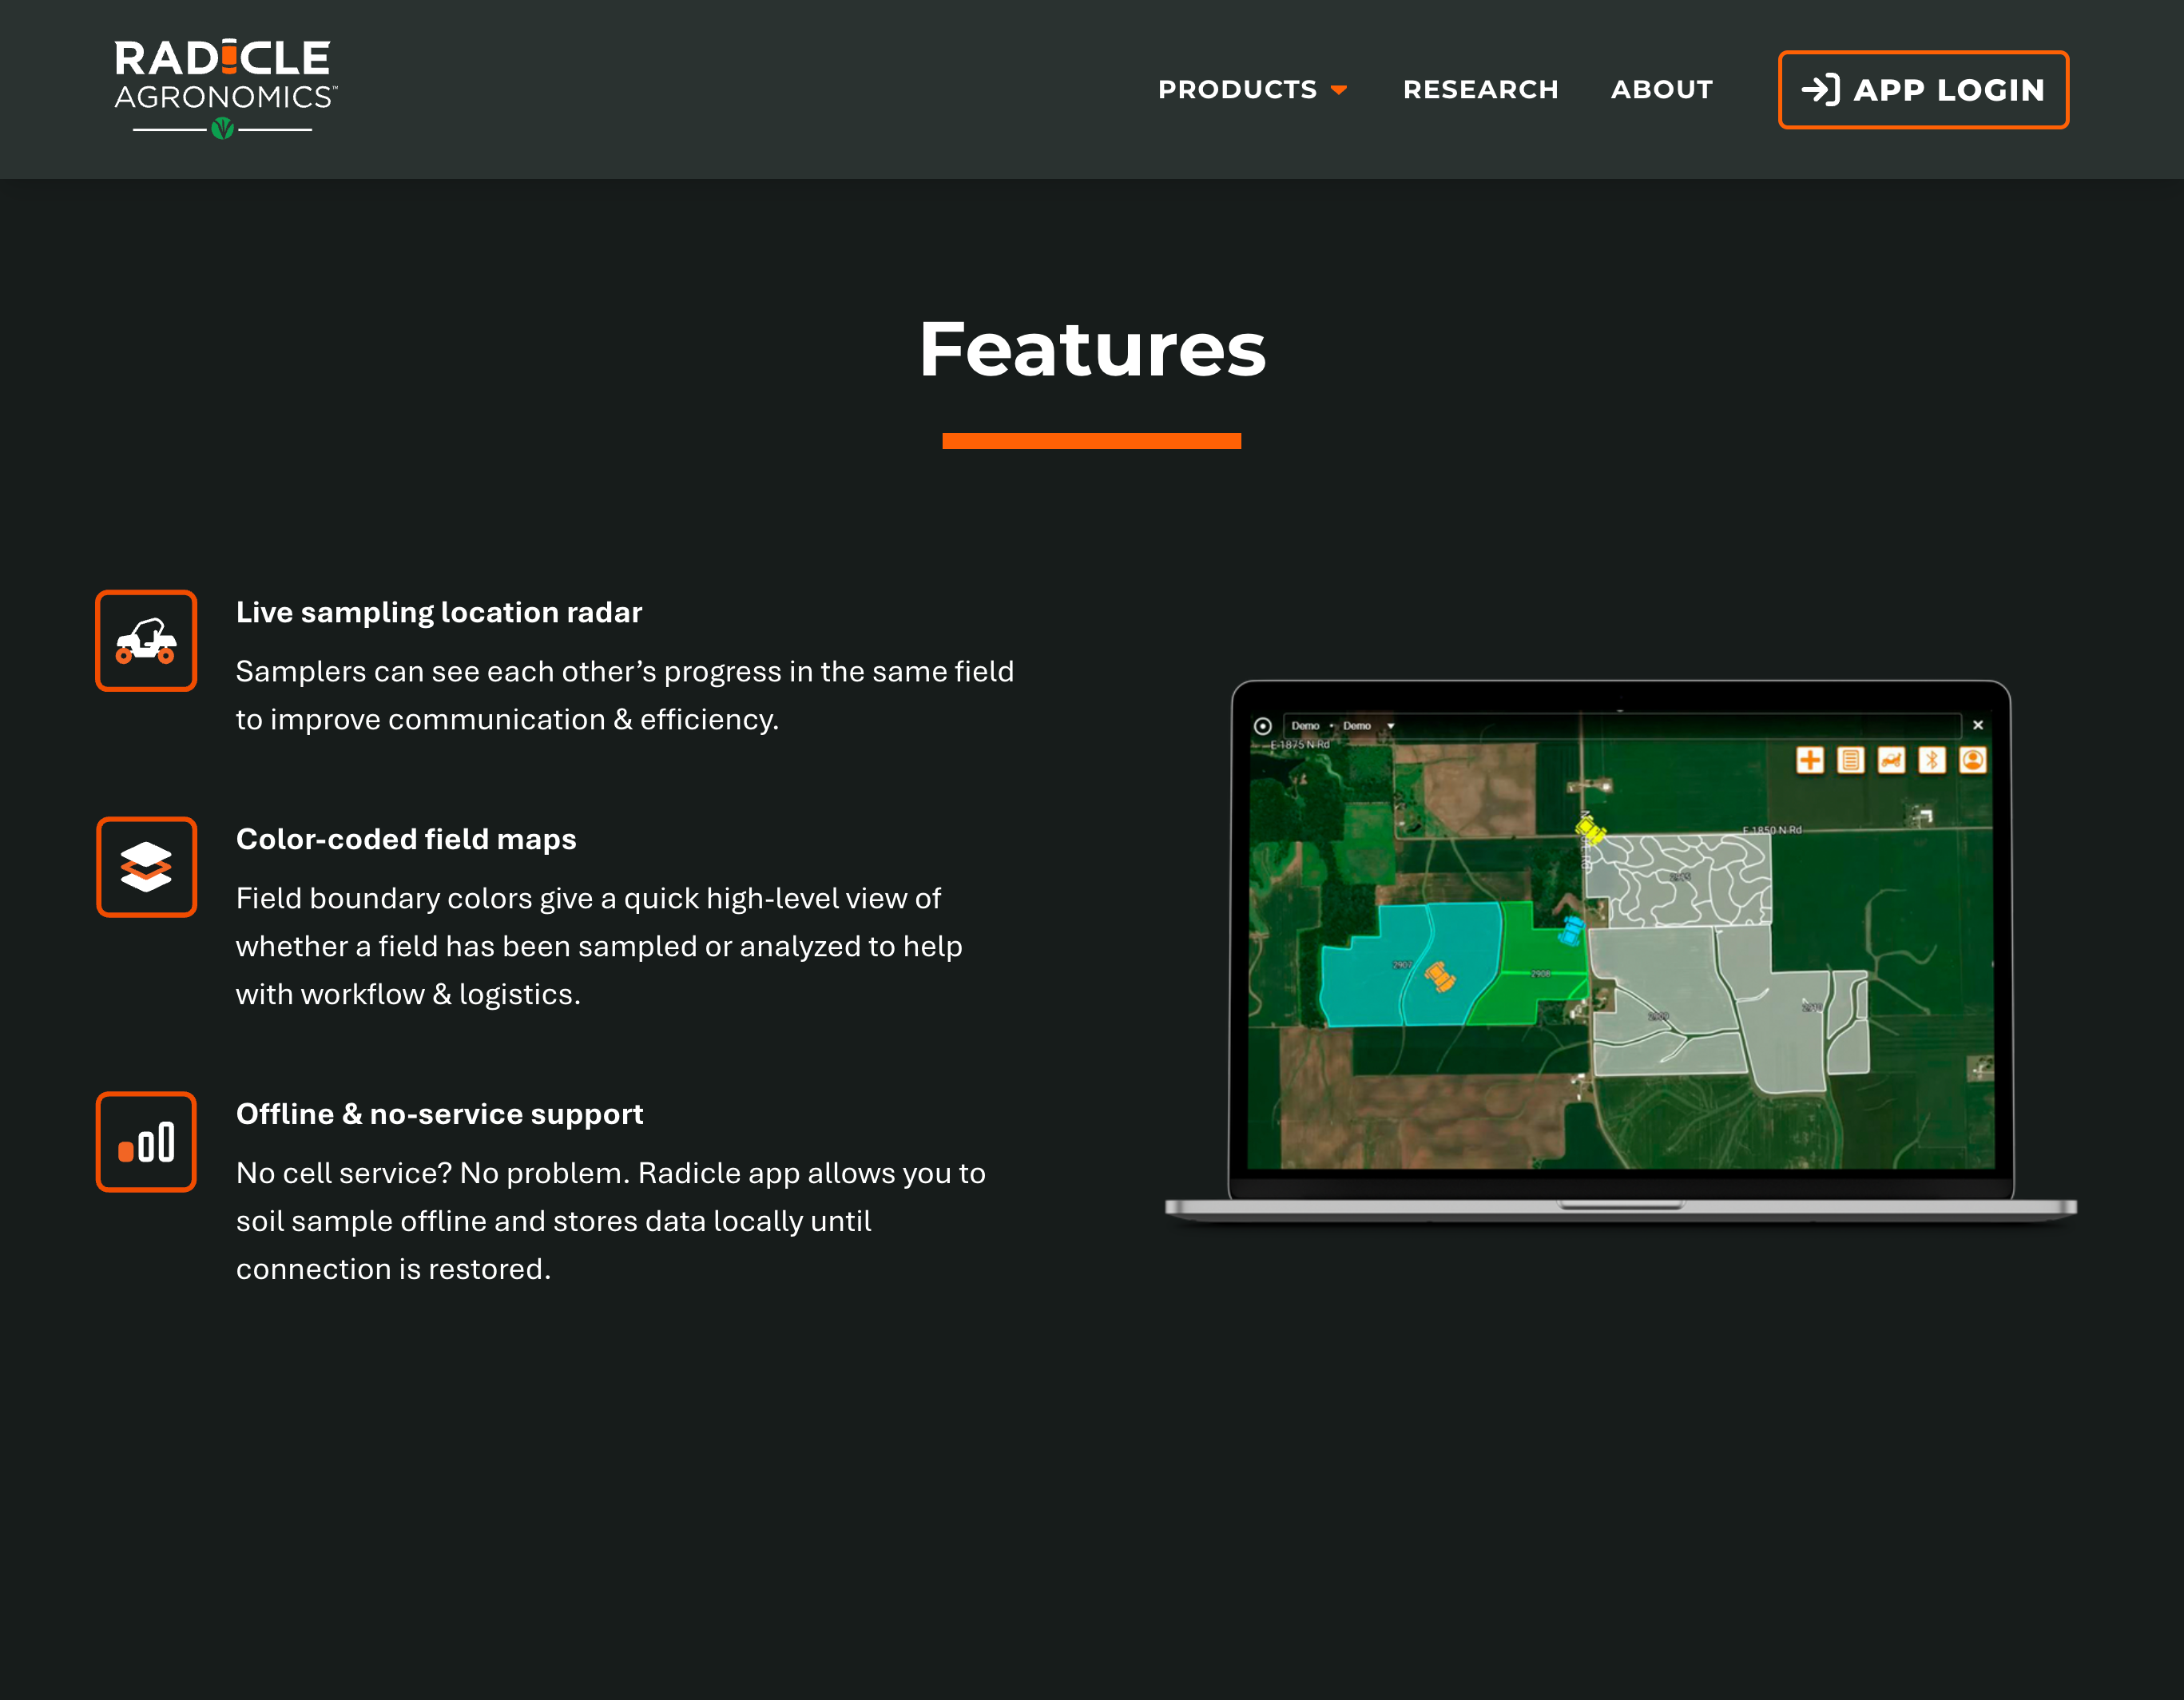 RADICLE
AGRONOMICS™
PRODUCTS
RESEARCH
ABOUT
APP LOGIN
Features
Live sampling location radar
Samplers can see each other’s progress in the same field
to improve communication & efficiency.
Color-coded field maps
Field boundary colors give a quick high-level view of
whether a field has been sampled or analyzed to help
with workflow & logistics.
Offline & no-service support
No cell service? No problem. Radicle app allows you to
soil sample offline and stores data locally until
connection is restored.
Demo • Demo
E 1875 N Rd
E 1850 N Rd
2907
2908